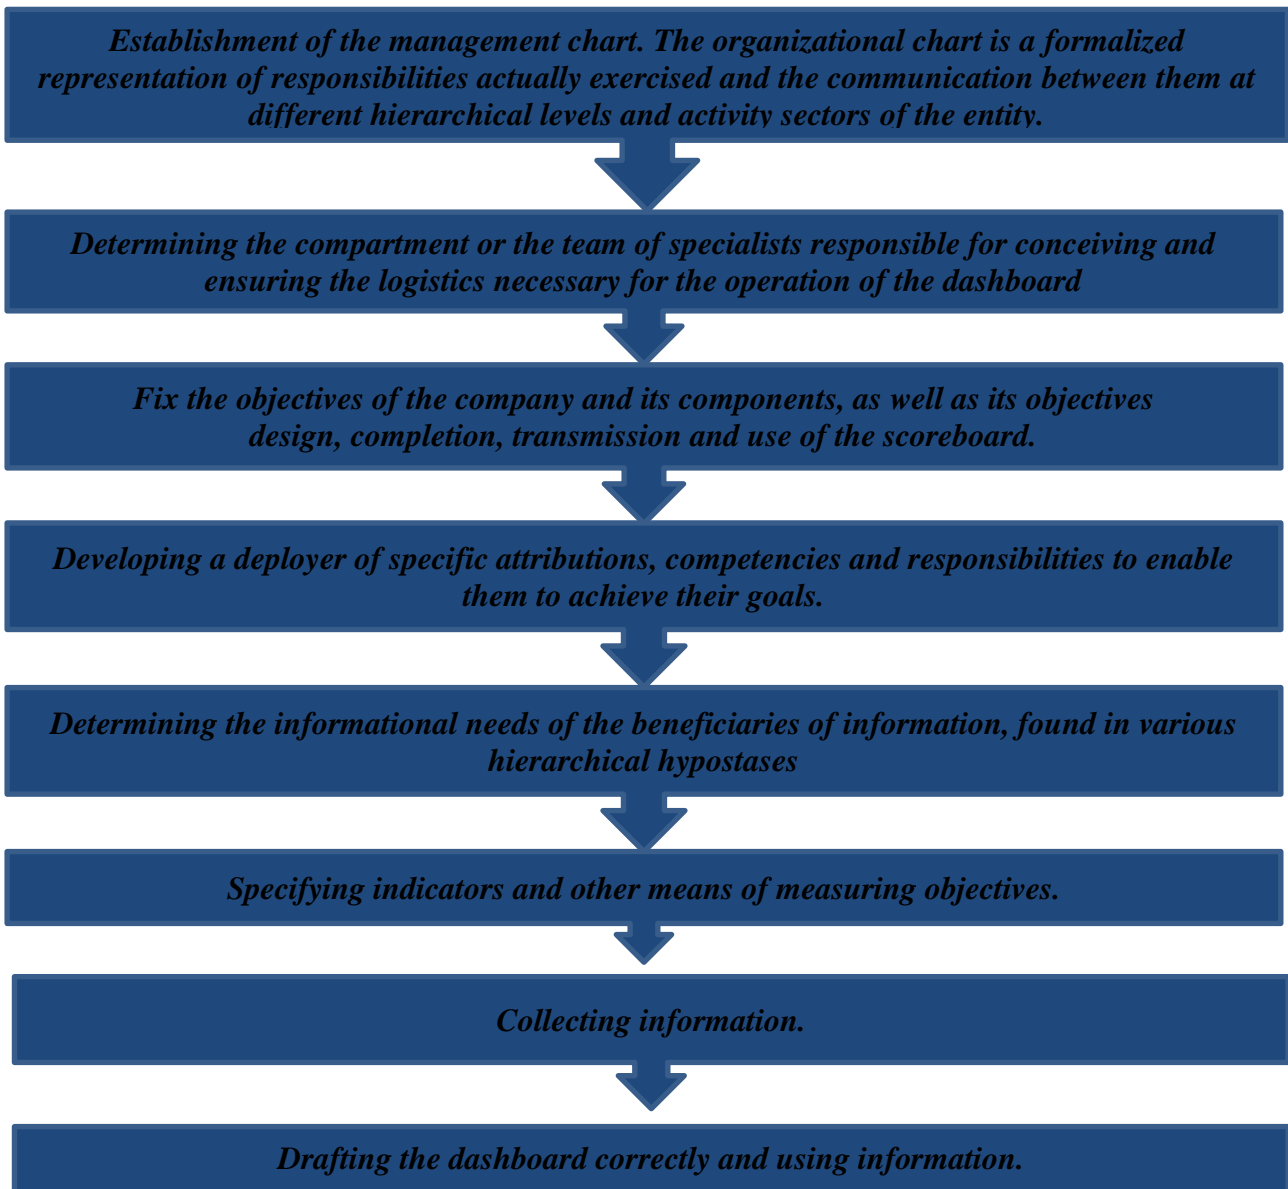 Establishment of the management chart. The organizational chart is a formalized
representation of responsibilities actually exercised and the communication between them at
different hierarchical levels and activity sectors of the entity.
Determining the compartment or the team of specialists responsible for conceiving and
ensuring the logistics necessary for the operation of the dashboard
Fix the objectives of the company and its components, as well as its objectives
design, completion, transmission and use of the scoreboard.
Developing a deployer of specific attributions, competencies and responsibilities to enable
them to achieve their goals.
Determining the informational needs of the beneficiaries of information, found in various
hierarchical hypostases
Specifying indicators and other means of measuring objectives.
Collecting information.
Drafting the dashboard correctly and using information.